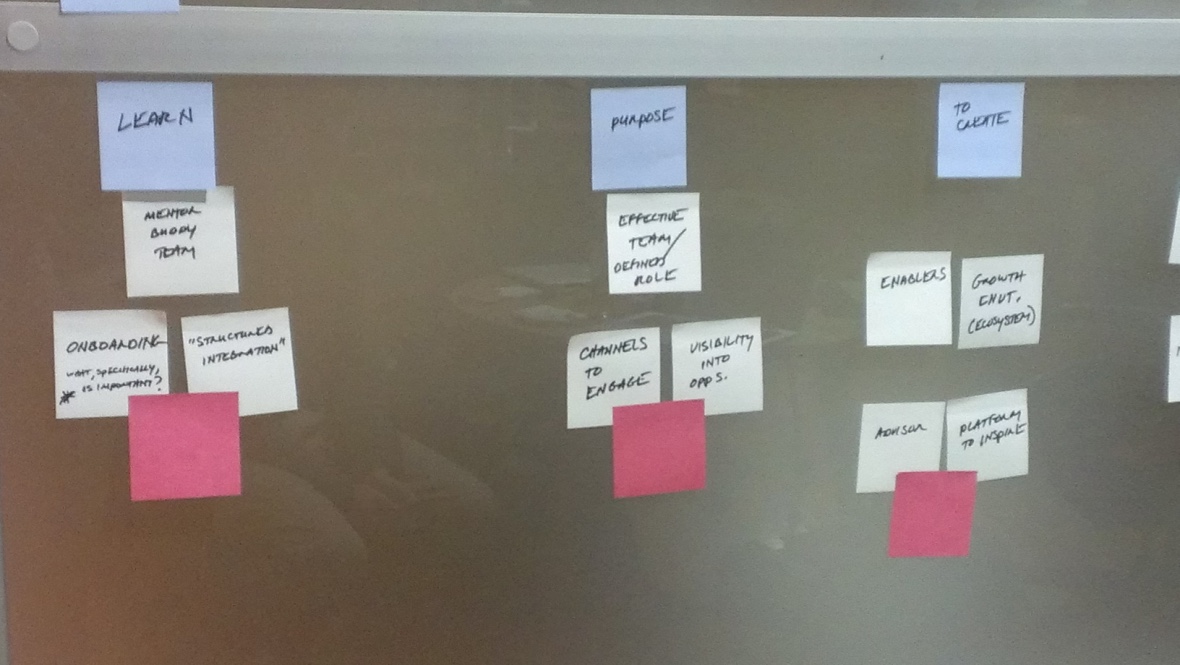 LEARN
MENTOR
BUDDY
TEAM
ONBOARDING
WHAT, SPECIFICALLY,
* IS IMPORTANT?
"STRUCTURED
INTEGRATION"
PURPOSE
EFFECTIVE
TEAM/
DEFINED
ROLE
CHANNELS
TO
ENGAGE
VISIBILITY
INTO
OPPS.
TO
CREATE
ENABLERS
GROWTH
ENVT.
(ECOSYSTEM)
ADVISOR
PLATFORM
TO INSPIRE